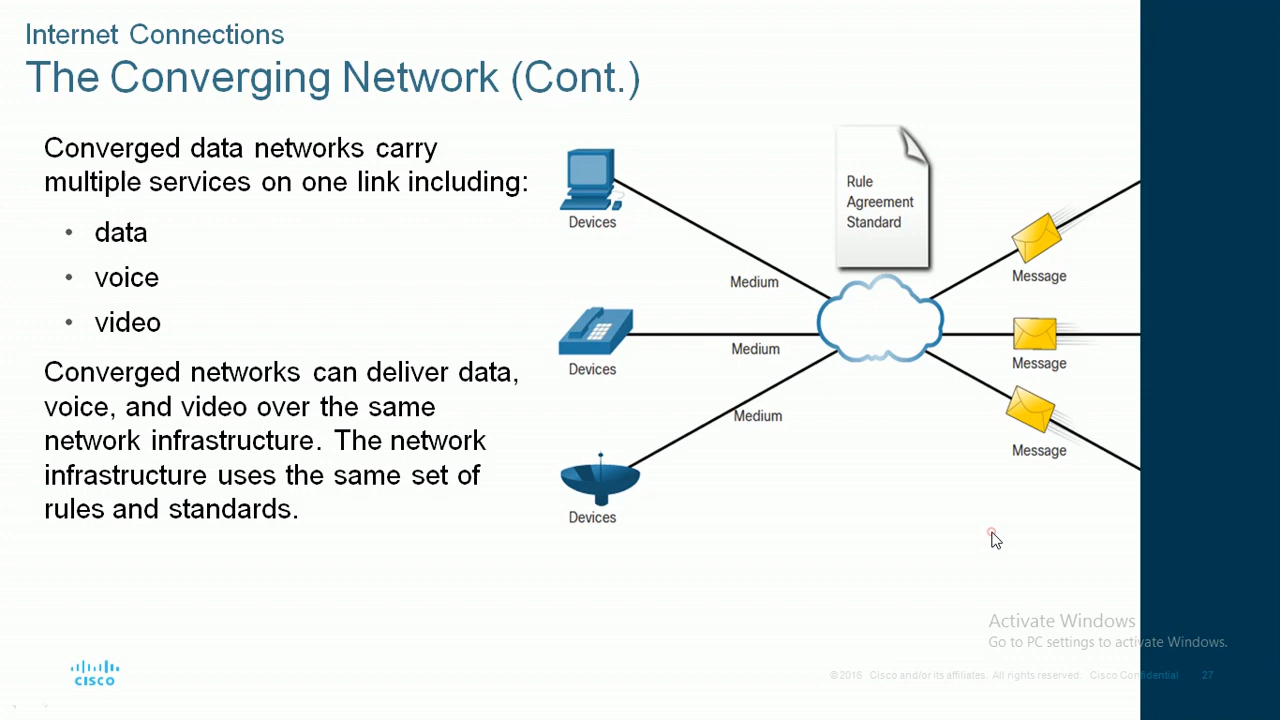 Internet Connections
The Converging Network (Cont.)
Converged data networks carry
multiple services on one link including:
• data
• voice
• video
Converged networks can deliver data,
voice, and video over the same
network infrastructure. The network
infrastructure uses the same set of
rules and standards.
Devices
Devices
Devices
Medium
Medium
Medium
Rule
Agreement
Standard
Message
Message
Message
Activate Windows
Go to PC settings to activate Windows.
CISCO
© 2016 Cisco and/or its affiliates. All rights reserved. Cisco Confidential 27